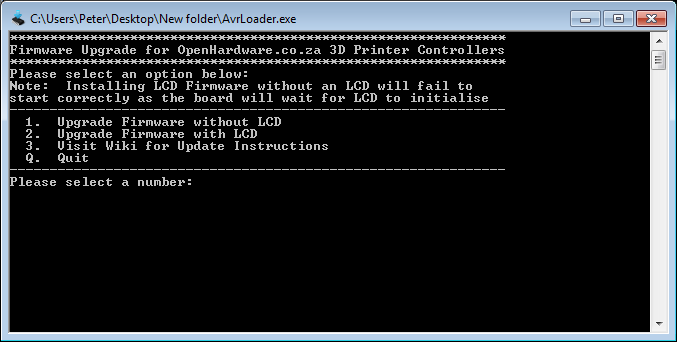 C:\Users\Peter\Desktop\New folder\AvrLoader.exe
**************************************************************
Firmware Upgrade for OpenHardware.co.za 3D Printer Controllers
**************************************************************
Please select an option below:
Note:  Installing LCD Firmware without an LCD will fail to
start correctly as the board will wait for LCD to initialise
--------------------------------------------------------------
  1.  Upgrade Firmware without LCD
  2.  Upgrade Firmware with LCD
  3.  Visit Wiki for Update Instructions
  Q.  Quit
--------------------------------------------------------------
Please select a number: